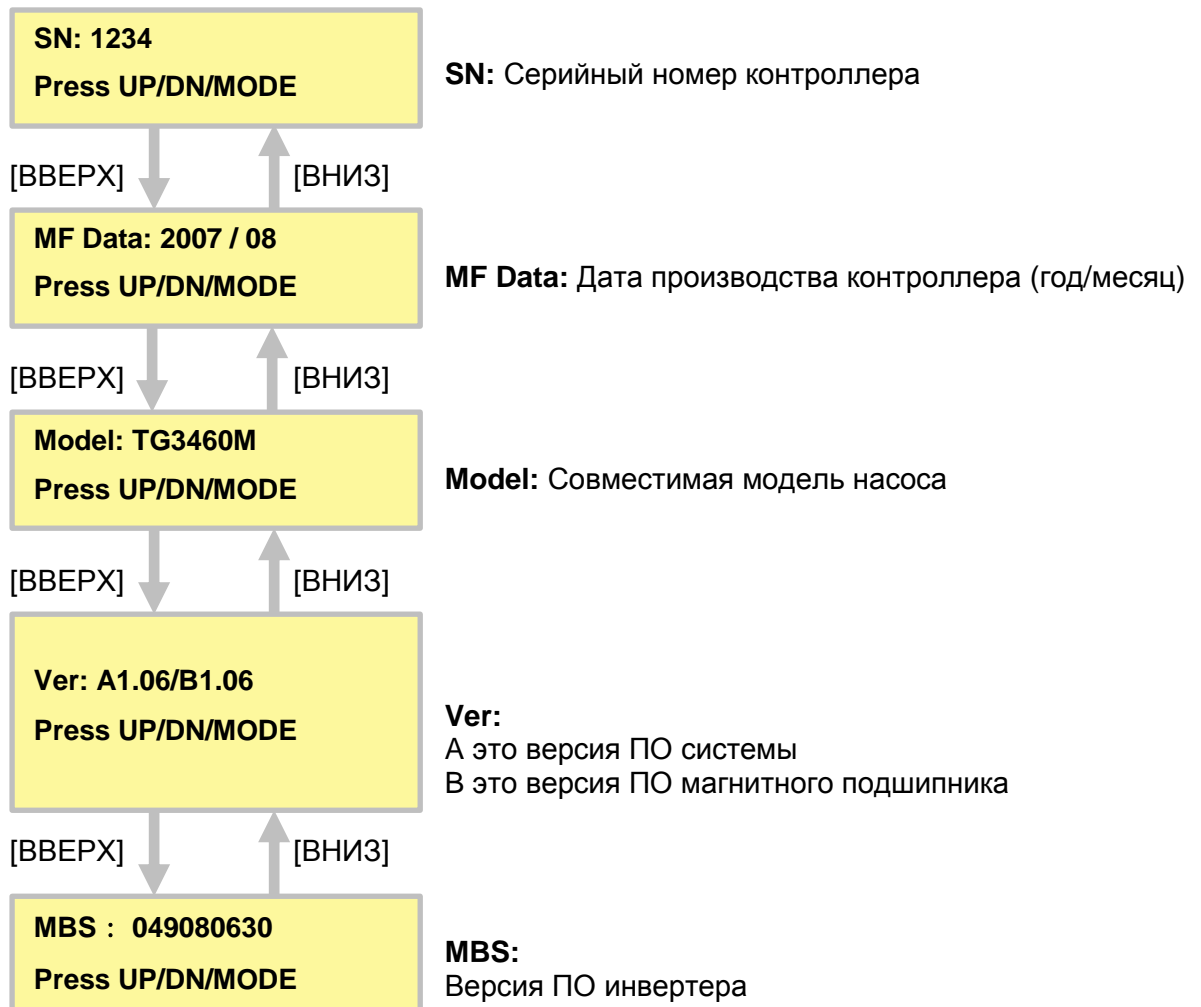 SN: 1234
Press UP/DN/MODE
SN: Серийный номер контроллера
[ВВЕРХ] [ВНИЗ]
MF Data: 2007 / 08
Press UP/DN/MODE
MF Data: Дата производства контроллера (год/месяц)
[ВВЕРХ] [ВНИЗ]
Model: TG3460M
Press UP/DN/MODE
Model: Совместимая модель насоса
[ВВЕРХ] [ВНИЗ]
Ver: A1.06/B1.06
Press UP/DN/MODE
Ver:
А это версия ПО системы
В это версия ПО магнитного подшипника
[ВВЕРХ] [ВНИЗ]
MBS : 049080630
Press UP/DN/MODE
MBS:
Версия ПО инвертера